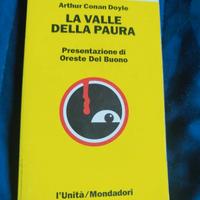 Arthur Conan Doyle
LA VALLE
DELLA PAURA
Presentazione di
Oreste Del Buono
l'Unità/Mondadori